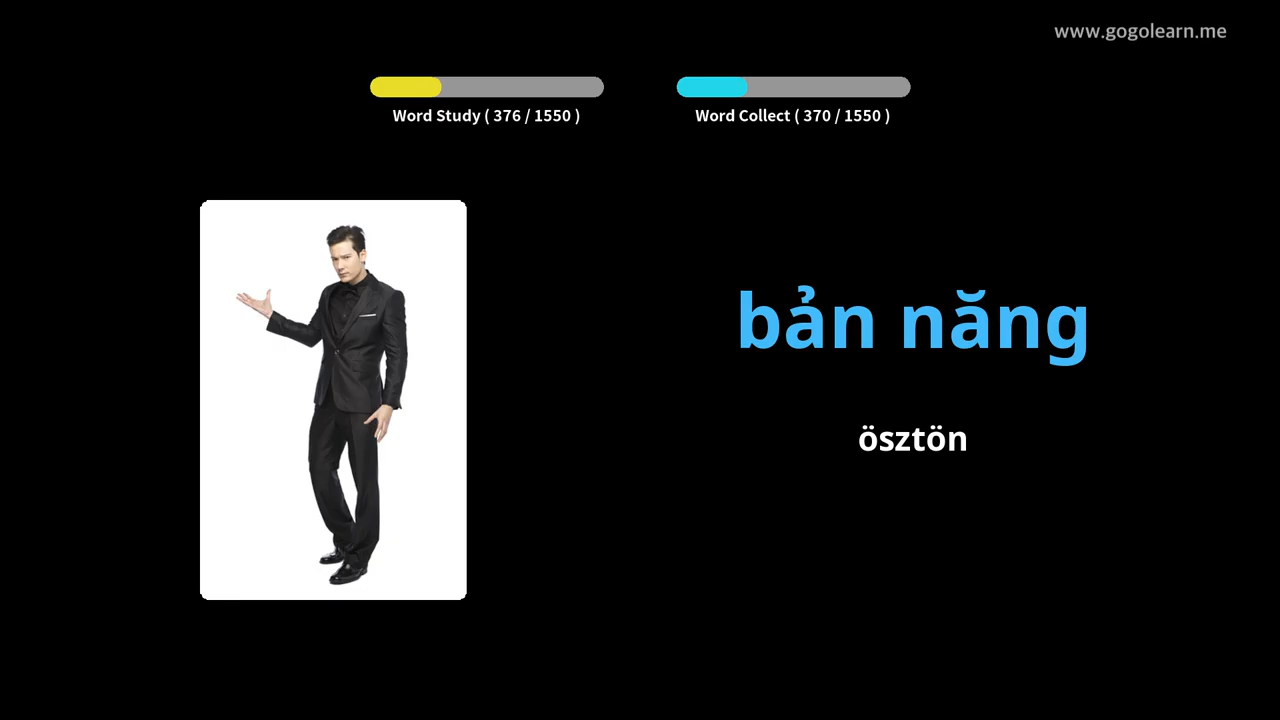 www.gogolearn.me
Word Study ( 376 / 1550 )
Word Collect ( 370 / 1550 )
bản năng
ösztön